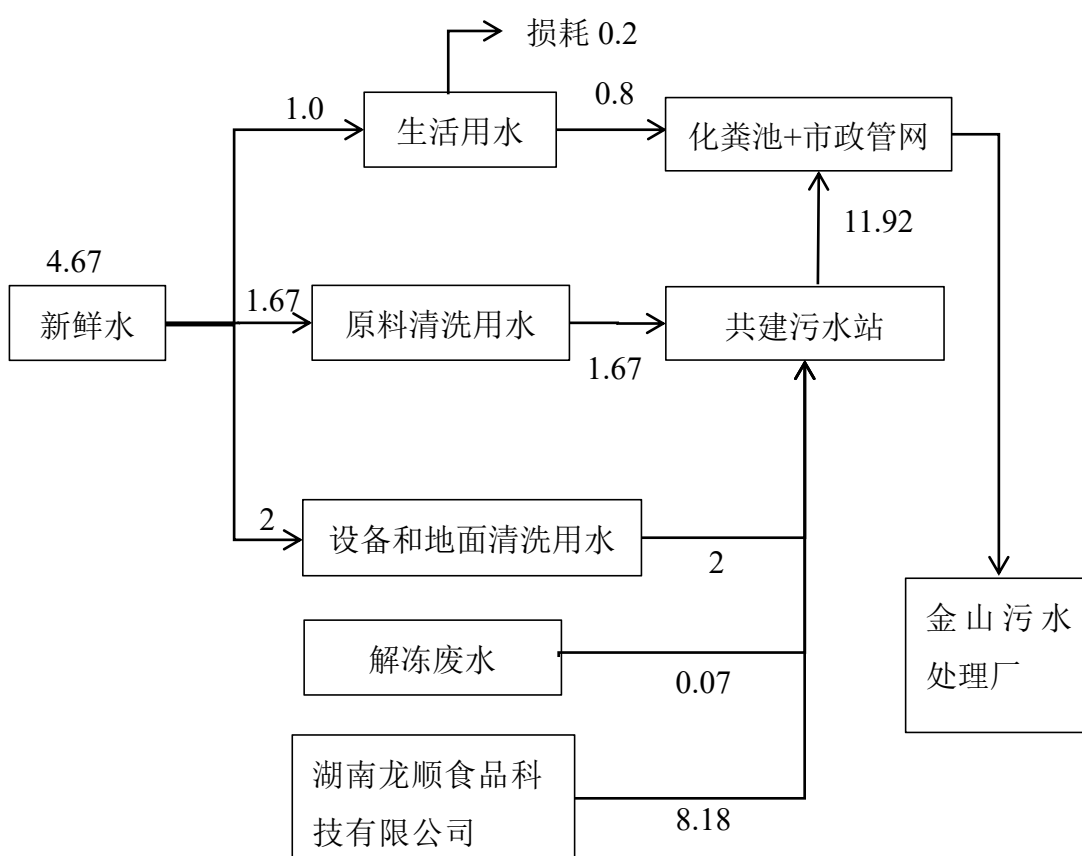 损耗 0.2
1.0
生活用水
0.8
化粪池+市政管网
11.92
4.67
新鲜水
1.67
原料清洗用水
1.67
共建污水站
2
设备和地面清洗用水
2
解冻废水
0.07
金山污水
处理厂
湖南龙顺食品科
技有限公司
8.18